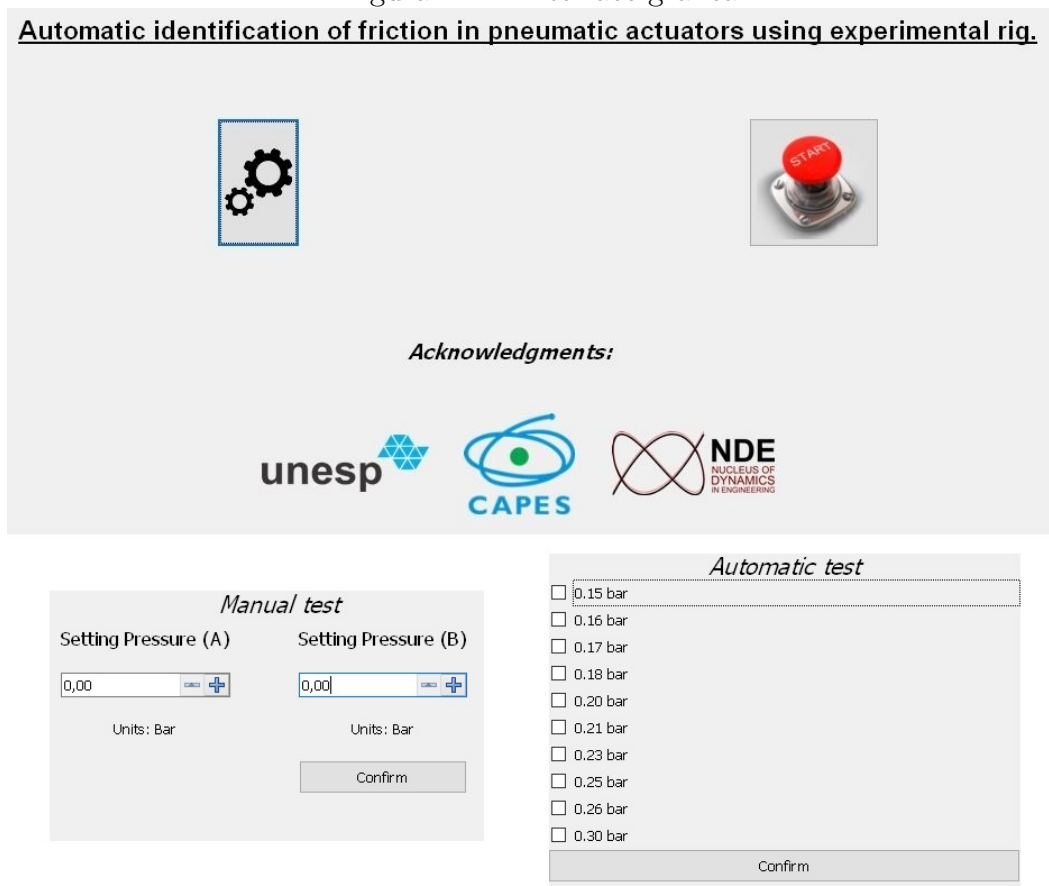 Automatic identification of friction in pneumatic actuators using experimental rig.
START
Acknowledgments:
unesp
CAPES
NDE
NUCLEUS OF
DYNAMICS
IN ENGINEERING
Manual test
Setting Pressure (A)
Setting Pressure (B)
0,00
0,00
Units: Bar
Units: Bar
Confirm
Automatic test
0.15 bar
0.16 bar
0.17 bar
0.18 bar
0.20 bar
0.21 bar
0.23 bar
0.25 bar
0.26 bar
0.30 bar
Confirm